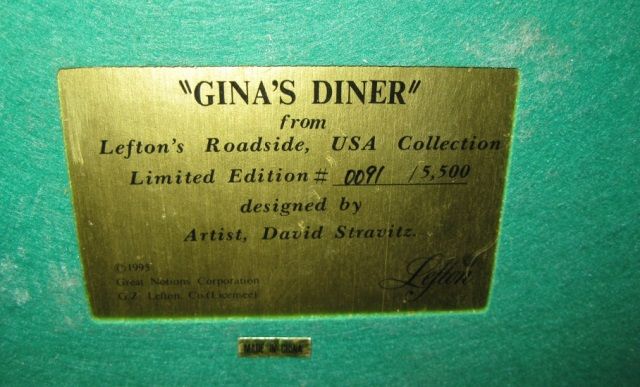 "GINA'S DINER"
from
Lefton's Roadside, USA Collection
Limited Edition # 0091 /5,500
designed by
Artist, David Stravitz.
©1995
Great Notions Corporation
G.Z. Lefton, Co.(Licensee)
Lefton
MADE IN CHINA